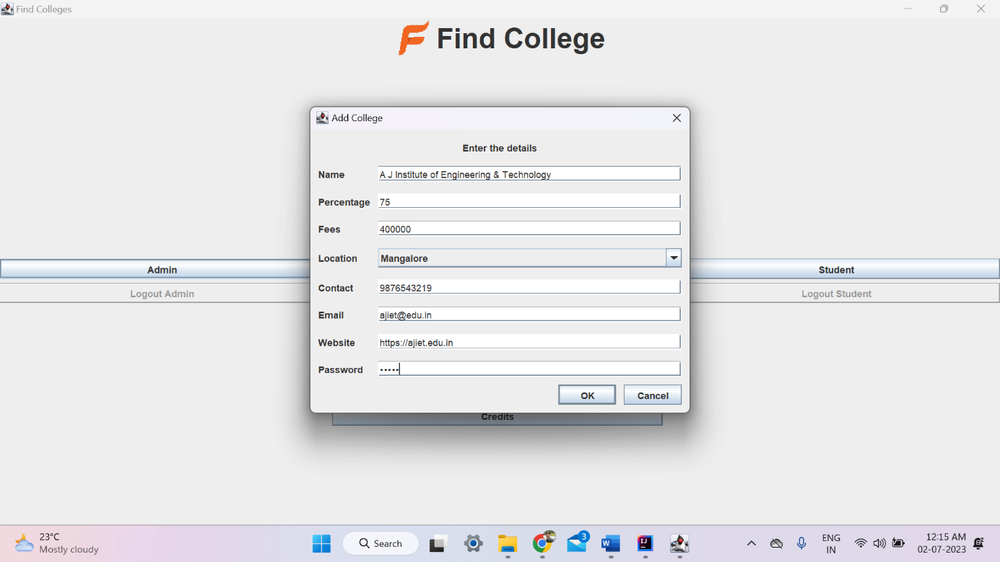 Find Colleges
Find College
Add College
Enter the details
Name A J Institute of Engineering & Technology
Percentage 75
Fees 400000
Location Mangalore
Admin
Student
Contact 9876543219
Logout Admin
Logout Student
Email ajiet@edu.in
Website https://ajiet.edu.in
Password •••••
OK Cancel
Credits
23°C
Mostly cloudy
Search
3
W
IJ
ENG
IN
12:15 AM
02-07-2023